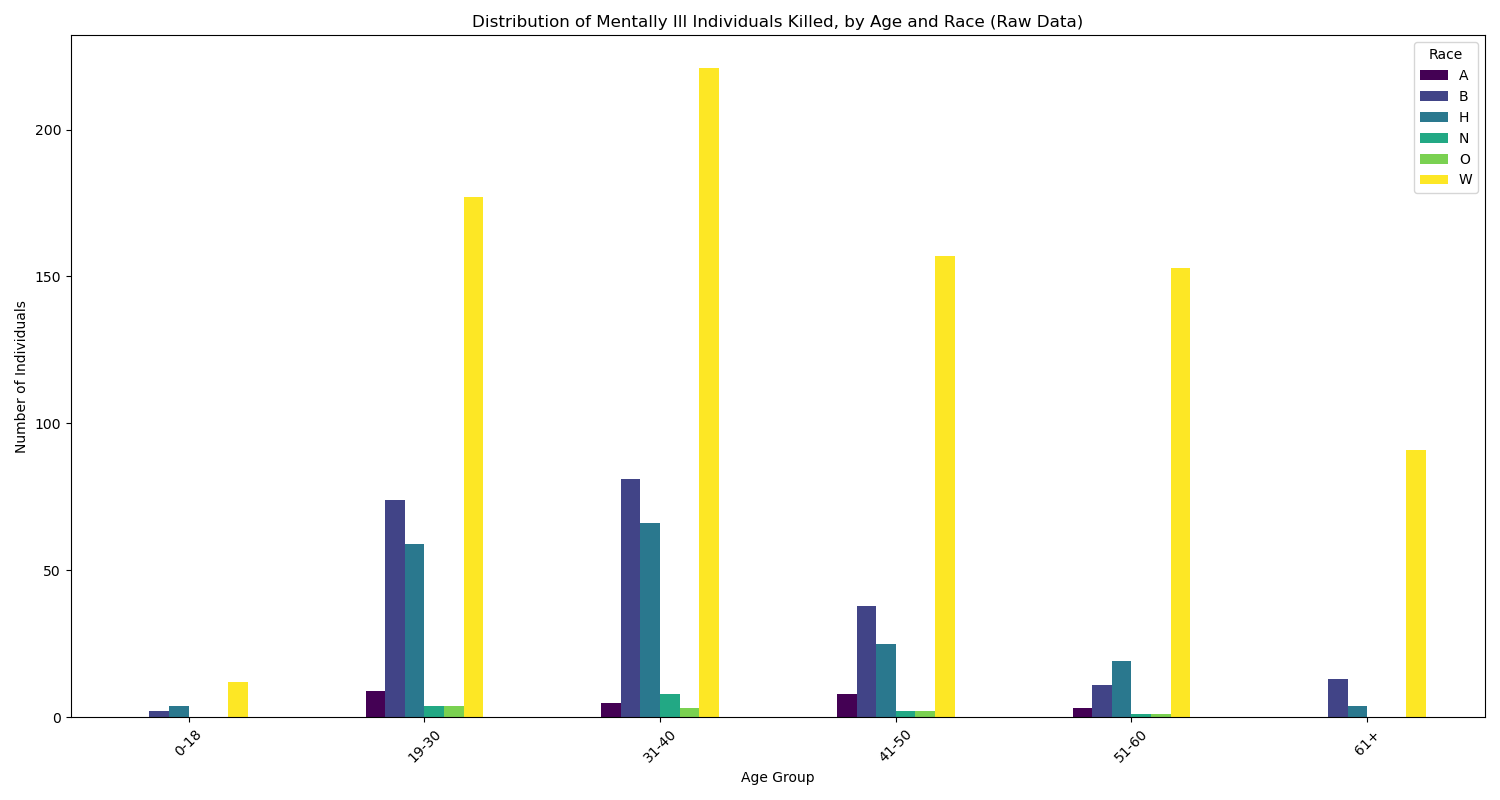 Distribution of Mentally Ill Individuals Killed, by Age and Race (Raw Data)
Race
A
B
H
N
O
W
200
150
100
50
0
Number of Individuals
0-18
19-30
31-40
41-50
51-60
61+
Age Group